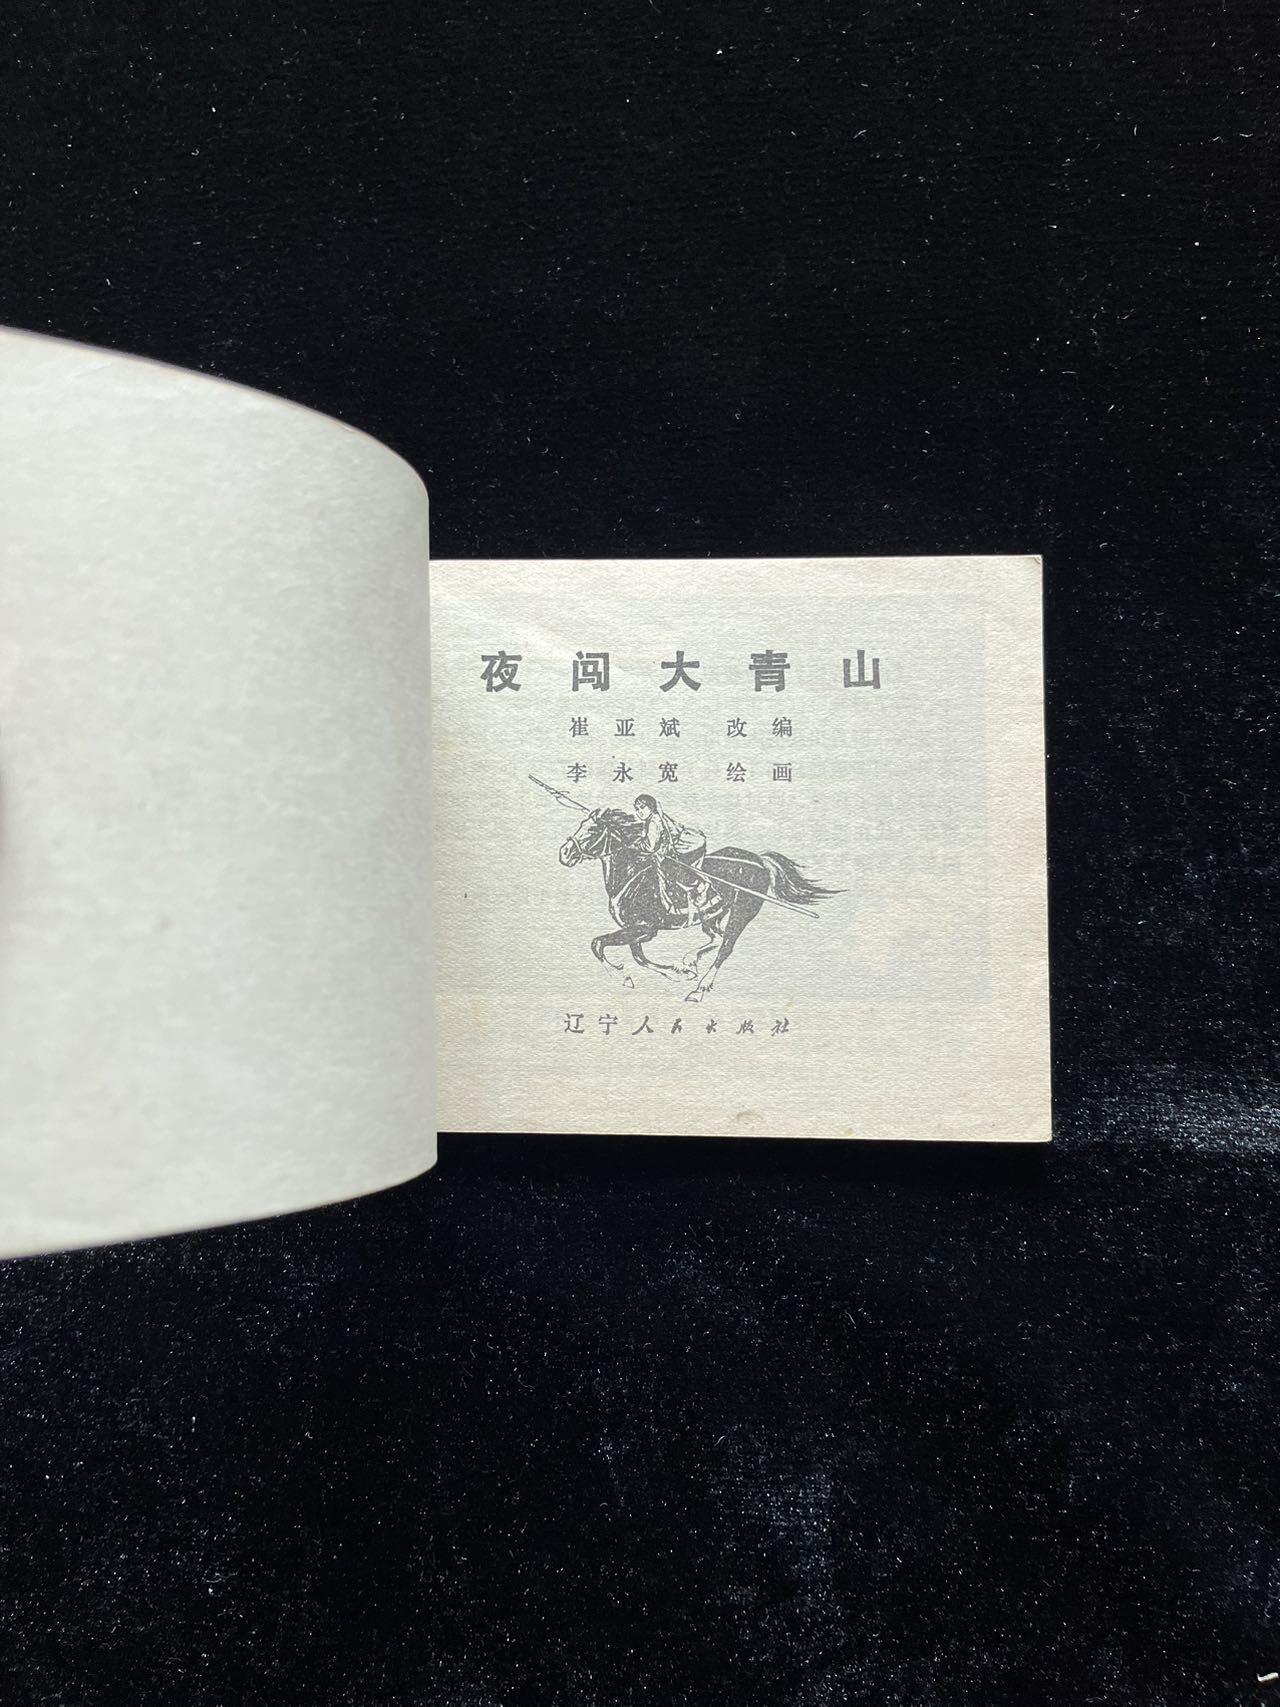 夜闯大青山
崔亚斌 改编
李永宽 绘画
辽宁人民出版社